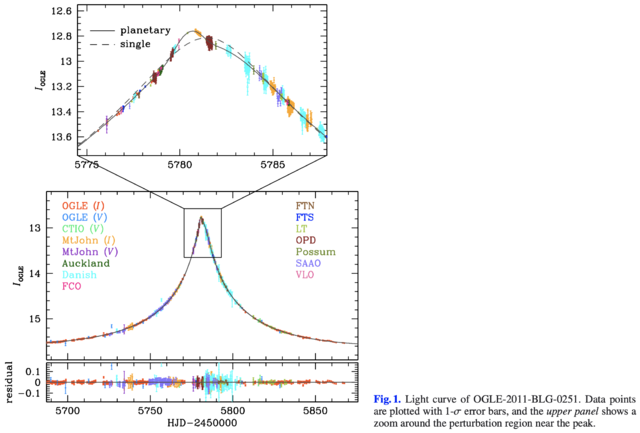 12.6
12.8
13
13.2
13.4
13.6
I_OGLE
planetary
single
5775
5780
5785
13
14
15
I_OGLE
OGLE (I)
OGLE (V)
CTIO (V)
MtJohn (I)
MtJohn (V)
Auckland
Danish
FCO
FTN
FTS
LT
OPD
Possum
SAAO
VLO
0.1
0
-0.1
residual
5700
5750
5800
5850
HJD-2450000
Fig. 1. Light curve of OGLE-2011-BLG-0251. Data points
are plotted with 1-σ error bars, and the upper panel shows a
zoom around the perturbation region near the peak.